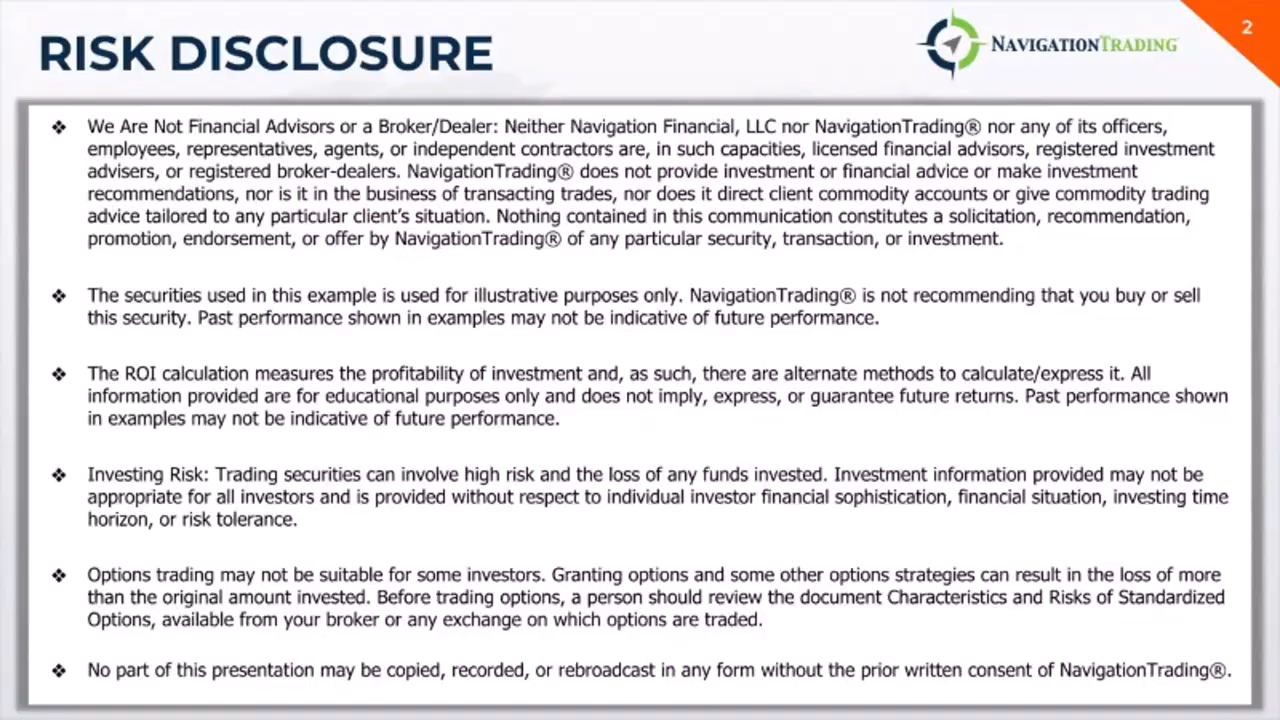 RISK DISCLOSURE
NAVIGATIONTRADING
2
❖ We Are Not Financial Advisors or a Broker/Dealer: Neither Navigation Financial, LLC nor NavigationTrading® nor any of its officers,
employees, representatives, agents, or independent contractors are, in such capacities, licensed financial advisors, registered investment
advisers, or registered broker-dealers. NavigationTrading® does not provide investment or financial advice or make investment
recommendations, nor is it in the business of transacting trades, nor does it direct client commodity accounts or give commodity trading
advice tailored to any particular client's situation. Nothing contained in this communication constitutes a solicitation, recommendation,
promotion, endorsement, or offer by NavigationTrading® of any particular security, transaction, or investment.
❖ The securities used in this example is used for illustrative purposes only. NavigationTrading® is not recommending that you buy or sell
this security. Past performance shown in examples may not be indicative of future performance.
❖ The ROI calculation measures the profitability of investment and, as such, there are alternate methods to calculate/express it. All
information provided are for educational purposes only and does not imply, express, or guarantee future returns. Past performance shown
in examples may not be indicative of future performance.
❖ Investing Risk: Trading securities can involve high risk and the loss of any funds invested. Investment information provided may not be
appropriate for all investors and is provided without respect to individual investor financial sophistication, financial situation, investing time
horizon, or risk tolerance.
❖ Options trading may not be suitable for some investors. Granting options and some other options strategies can result in the loss of more
than the original amount invested. Before trading options, a person should review the document Characteristics and Risks of Standardized
Options, available from your broker or any exchange on which options are traded.
❖ No part of this presentation may be copied, recorded, or rebroadcast in any form without the prior written consent of NavigationTrading®.